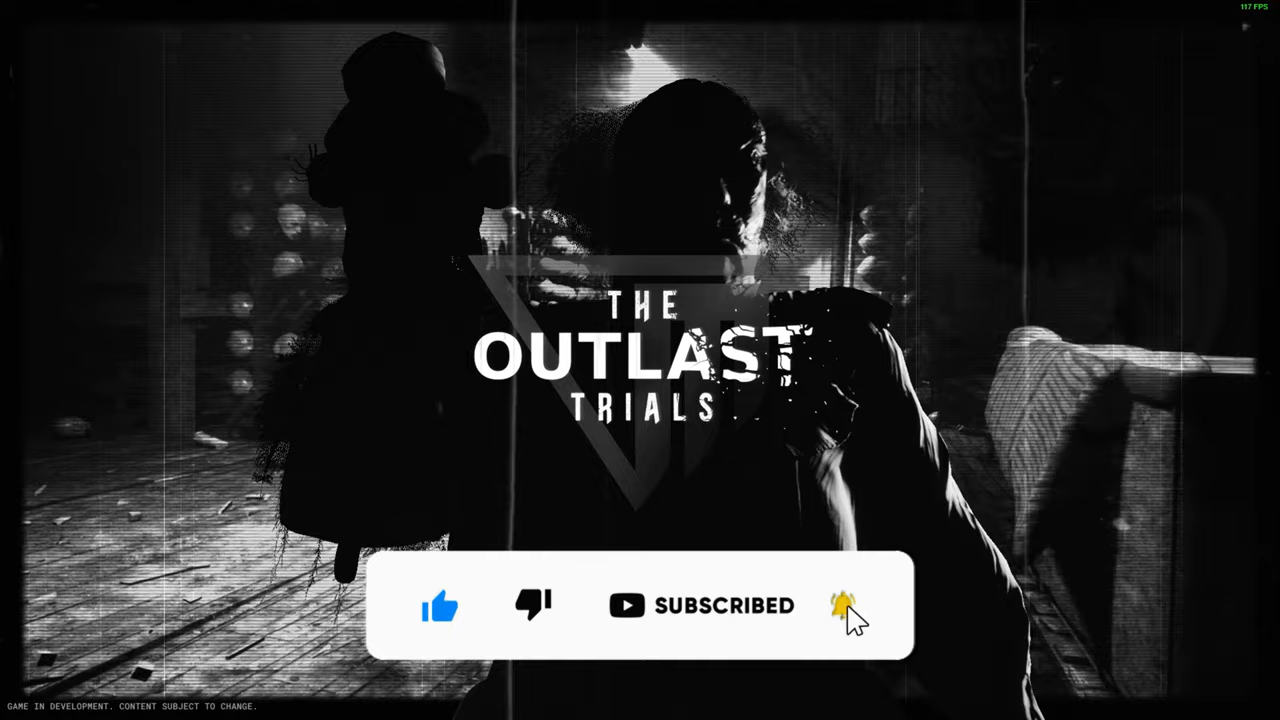 117 FPS
THE
OUTLAST
TRIALS
SUBSCRIBED
GAME IN DEVELOPMENT. CONTENT SUBJECT TO CHANGE.